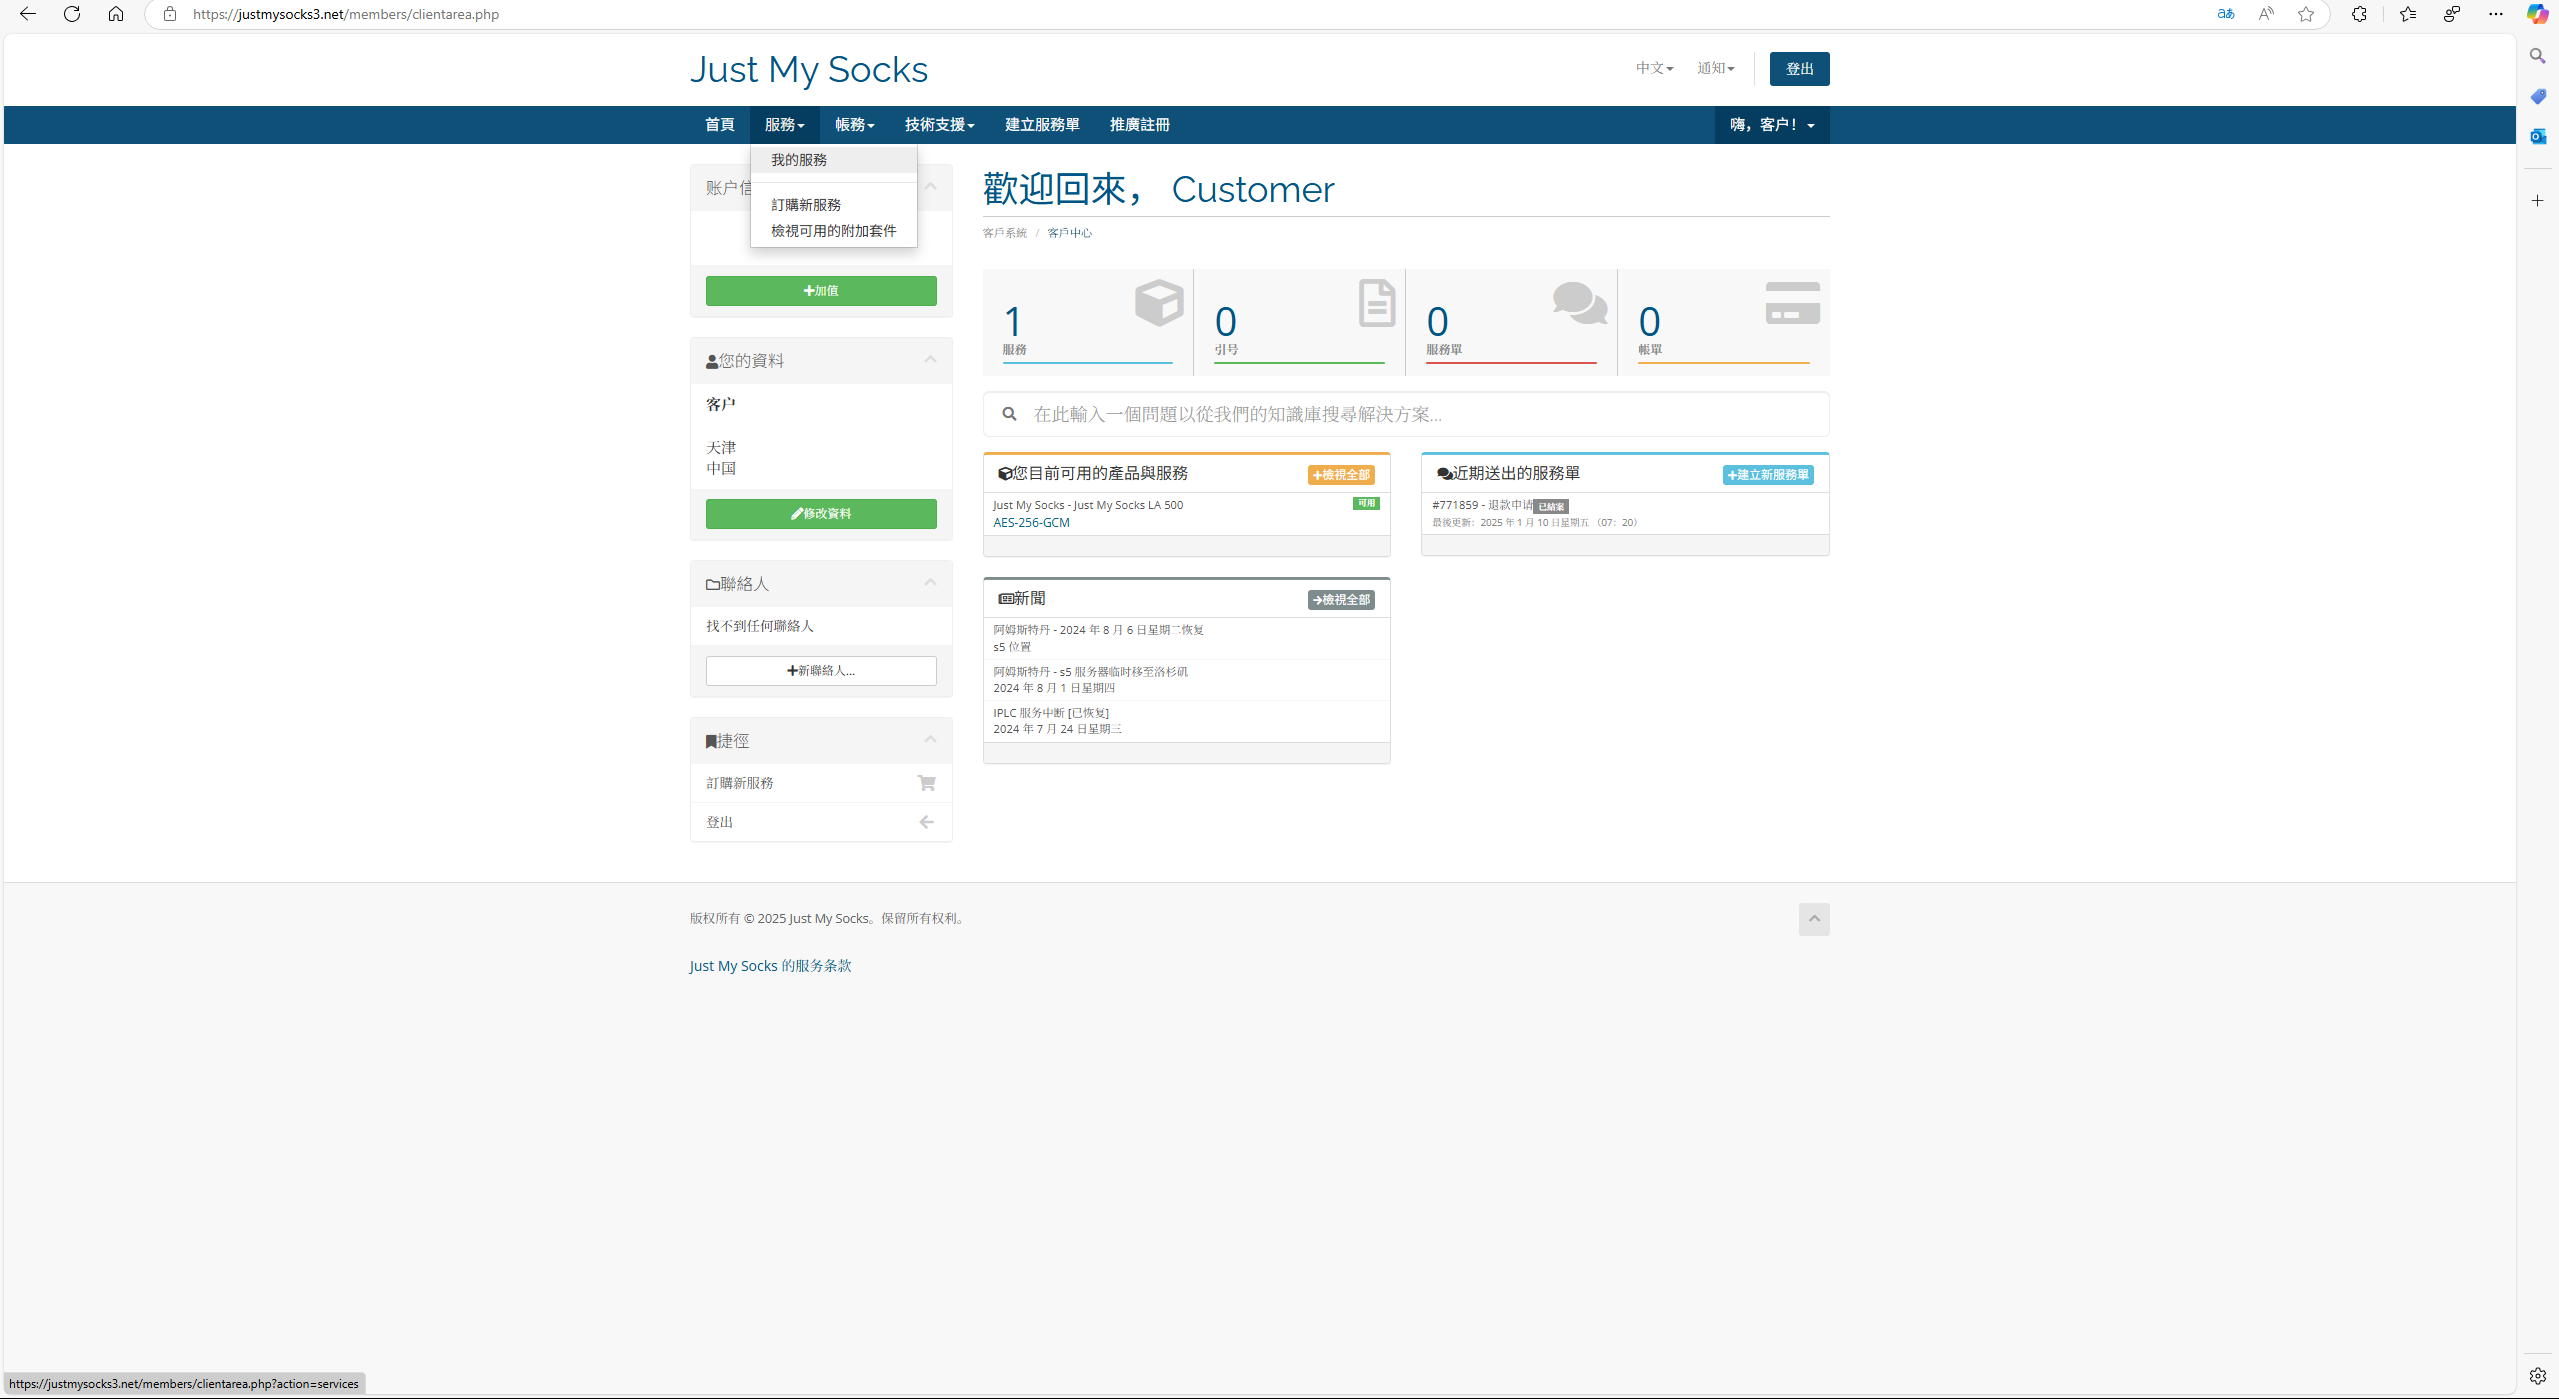 https://justmysocks3.net/members/clientarea.php
Just My Socks
中文
通知
登出
首頁
服務
帳務
技術支援
建立服務單
推廣註冊
嗨，客户！
我的服務
訂購新服務
檢視可用的附加套件
账户信
加值
您的資料
客户
天津
中国
修改資料
聯絡人
找不到任何聯絡人
新聯絡人...
捷徑
訂購新服務
登出
歡迎回來， Customer
客戶系統 / 客戶中心
1
服務
0
引号
0
服務單
0
帳單
在此輸入一個問題以從我們的知識庫搜尋解決方案...
您目前可用的產品與服務
檢視全部
Just My Socks - Just My Socks LA 500
可用
AES-256-GCM
近期送出的服務單
建立新服務單
#771859 - 退款申请 已結案
最後更新：2025 年 1 月 10 日星期五 （07：20）
新聞
檢視全部
阿姆斯特丹 - 2024 年 8 月 6 日星期二恢复
s5 位置
阿姆斯特丹 - s5 服务器临时移至洛杉矶
2024 年 8 月 1 日星期四
IPLC 服务中断 [已恢复]
2024 年 7 月 24 日星期三
版权所有 © 2025 Just My Socks。保留所有权利。
Just My Socks 的服务条款
https://justmysocks3.net/members/clientarea.php?action=services